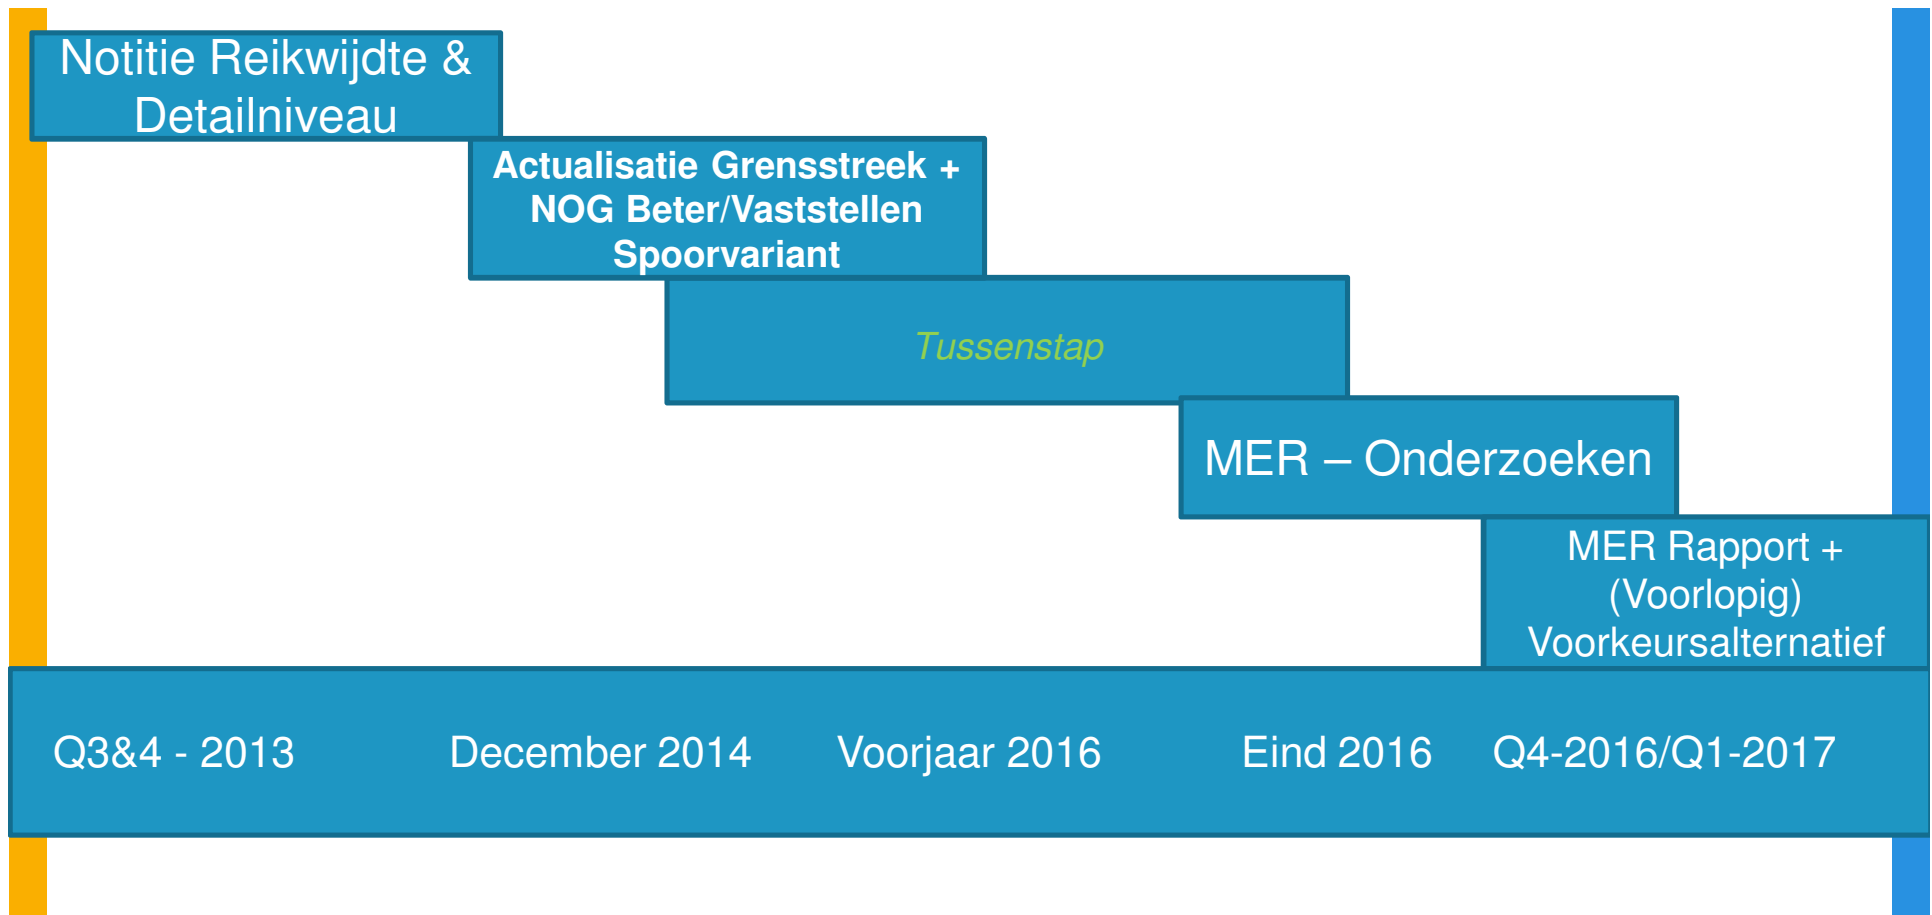 Notitie Reikwijdte &
Detailniveau
Actualisatie Grensstreek +
NOG Beter/Vaststellen
Spoorvariant
Tussenstap
MER – Onderzoeken
MER Rapport +
(Voorlopig)
Voorkeursalternatief
Q3&4 - 2013 December 2014 Voorjaar 2016 Eind 2016 Q4-2016/Q1-2017